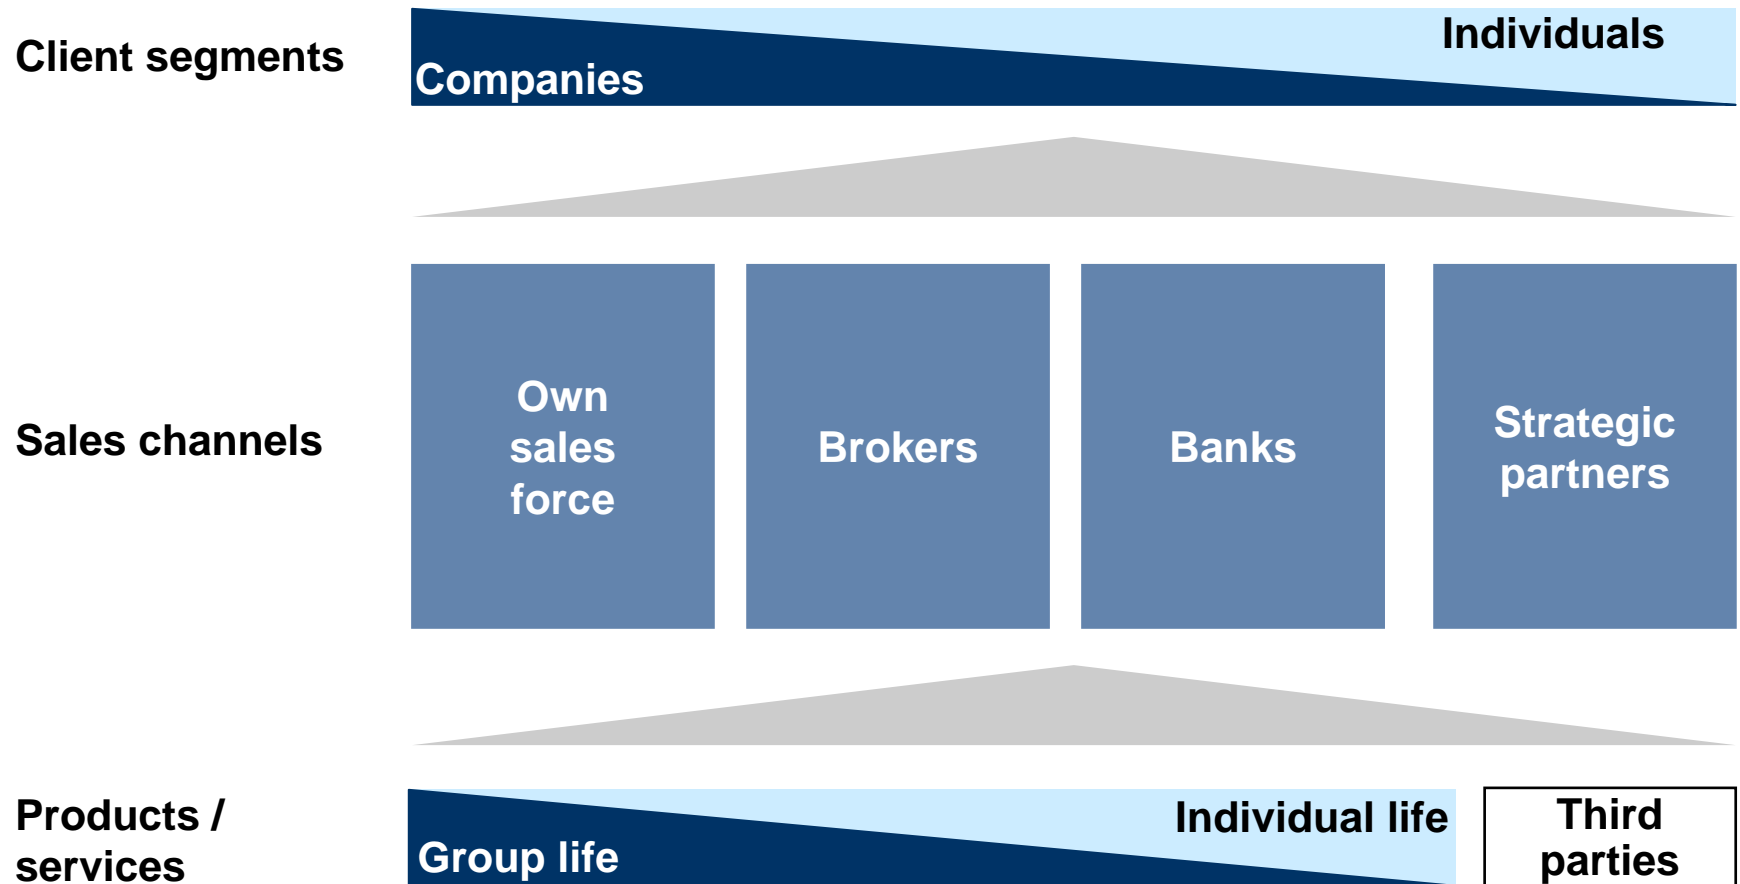 Client segments
Individuals
Companies
Sales channels
Own
sales
force
Brokers
Banks
Strategic
partners
Products /
services
Group life
Individual life
Third
parties